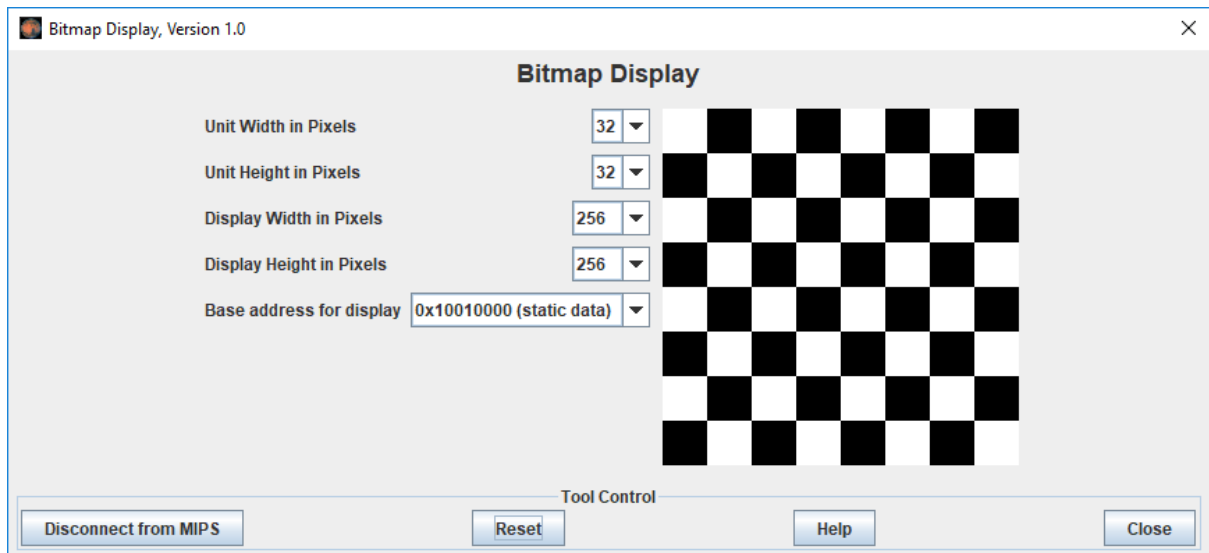 Bitmap Display, Version 1.0
Bitmap Display
Unit Width in Pixels 32
Unit Height in Pixels 32
Display Width in Pixels 256
Display Height in Pixels 256
Base address for display 0x10010000 (static data)
Tool Control
Disconnect from MIPS Reset Help Close